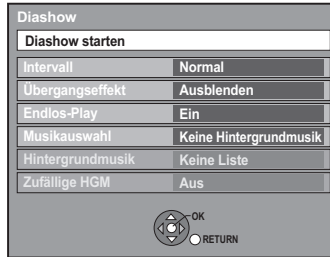 Diashow
Diashow starten
Intervall Normal
Übergangseffekt Ausblenden
Endlos-Play Ein
Musikauswahl Keine Hintergrundmusik
Hintergrundmusik Keine Liste
Zufällige HGM Aus
OK
RETURN